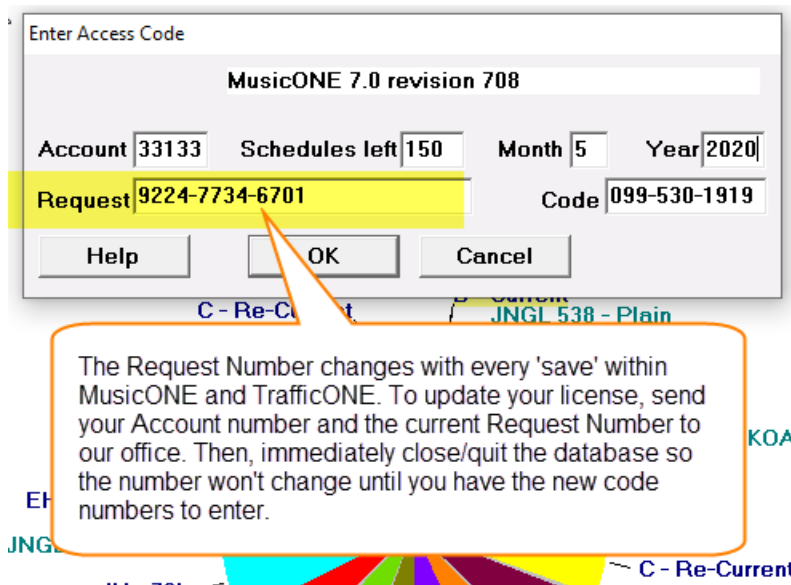 Enter Access Code
MusicONE 7.0 revision 708
Account 33133 Schedules left 150 Month 5 Year 2020
Request 9224-7734-6701 Code 099-530-1919
Help OK Cancel
C - Re-Current
JNGL 538 - Plain
The Request Number changes with every 'save' within
MusicONE and TrafficONE. To update your license, send
your Account number and the current Request Number to
our office. Then, immediately close/quit the database so
the number won't change until you have the new code
numbers to enter.
KOA
EH
JNG
C - Re-Current